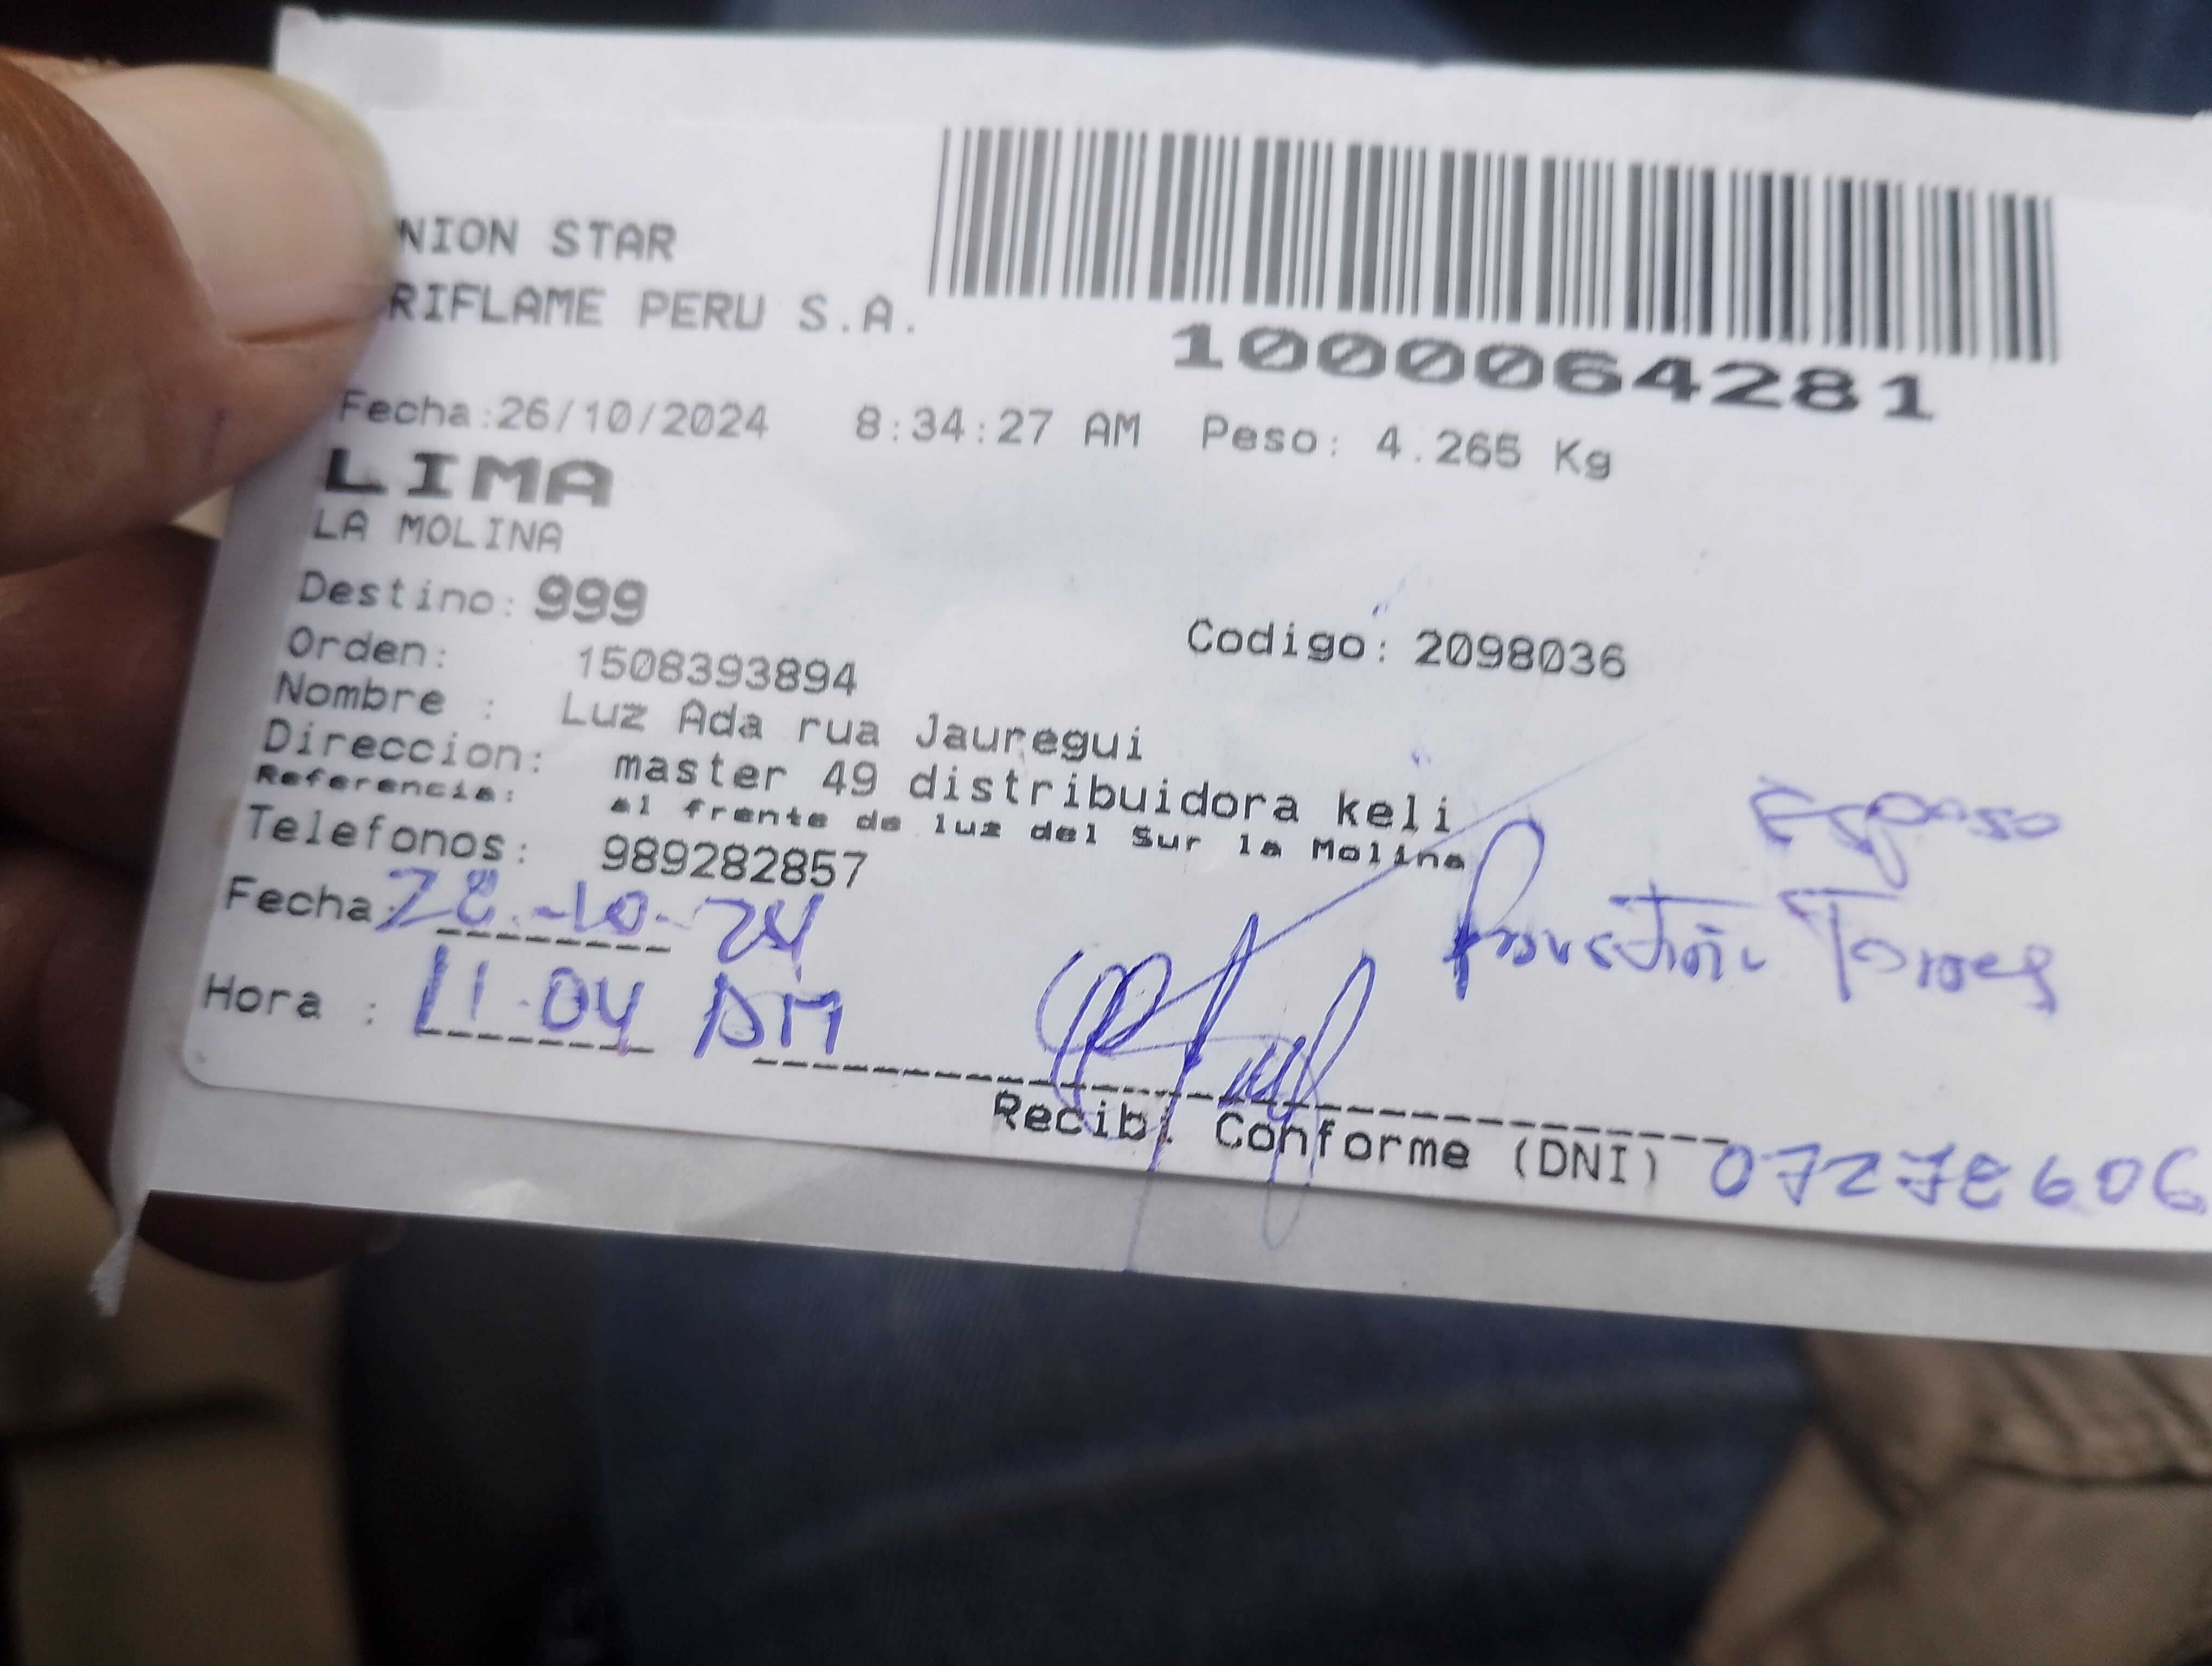 NION STAR
RIFLAME PERU S.A.
1000064281
Fecha:26/10/2024 8:34:27 AM Peso: 4.265 Kg
LIMA
LA MOLINA
Destino: 999
Codigo: 2098036
Orden: 1508393894
Nombre : Luz Ada rua Jauregui
Direccion: master 49 distribuidora keli
Referencia: al frente de luz del Sur la Molina
Telefonos: 989282857
Esposo
Torres
Fecha: 28-10-24
Hora : 11.04 AM
Recibi Conforme (DNI) 07278606